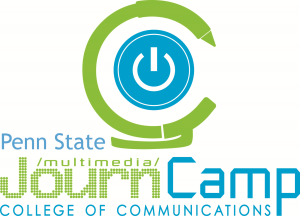 Penn State
/multimedia/
JournCamp
COLLEGE OF COMMUNICATIONS